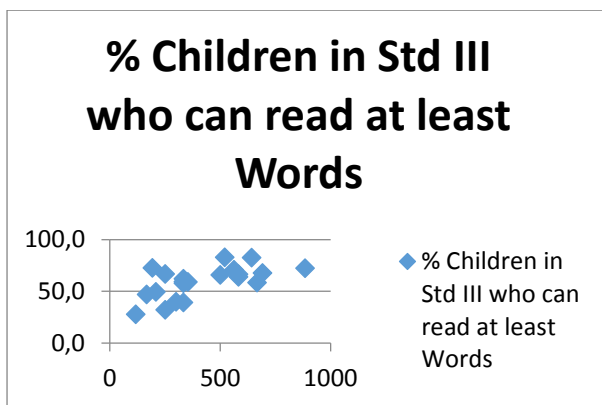 % Children in Std III
who can read at least
Words
100,0
50,0
0,0
0 500 1000
% Children in
Std III who can
read at least
Words